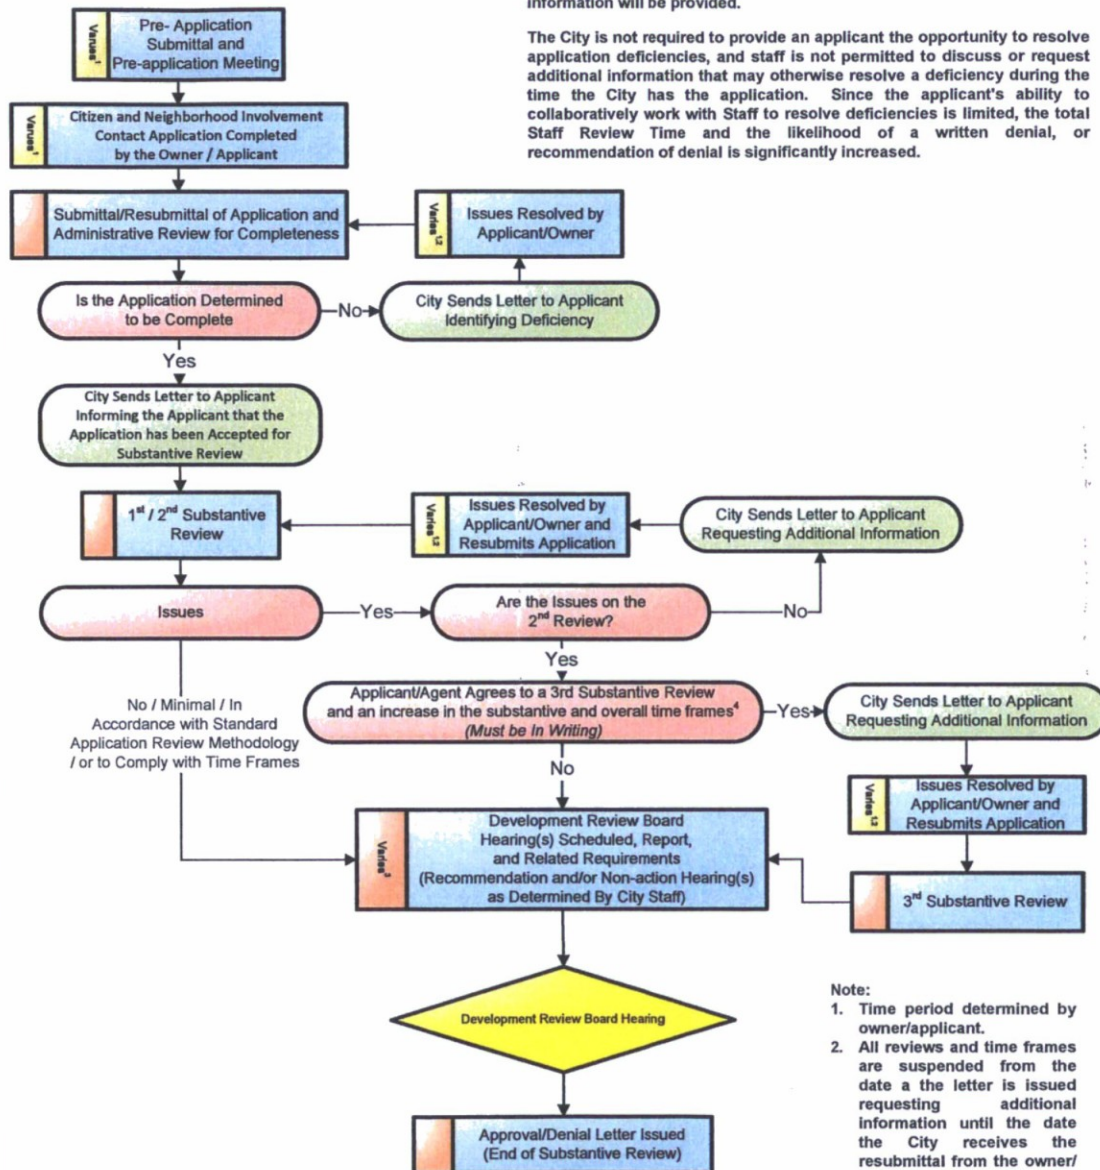 information will be provided.
The City is not required to provide an applicant the opportunity to resolve
application deficiencies, and staff is not permitted to discuss or request
additional information that may otherwise resolve a deficiency during the
time the City has the application. Since the applicant's ability to
collaboratively work with Staff to resolve deficiencies is limited, the total
Staff Review Time and the likelihood of a written denial, or
recommendation of denial is significantly increased.
Varies¹
Pre- Application
Submittal and
Pre-application Meeting
Varies¹
Citizen and Neighborhood Involvement
Contact Application Completed
by the Owner / Applicant
Submittal/Resubmittal of Application and
Administrative Review for Completeness
Varies¹,²
Issues Resolved by
Applicant/Owner
Is the Application Determined
to be Complete
No
City Sends Letter to Applicant
Identifying Deficiency
Yes
City Sends Letter to Applicant
Informing the Applicant that the
Application has been Accepted for
Substantive Review
1st / 2nd Substantive
Review
Varies¹,²
Issues Resolved by
Applicant/Owner and
Resubmits Application
City Sends Letter to Applicant
Requesting Additional Information
Issues
Yes
Are the Issues on the
2nd Review?
No
Yes
No / Minimal / In
Accordance with Standard
Application Review Methodology
/ or to Comply with Time Frames
Applicant/Agent Agrees to a 3rd Substantive Review
and an increase in the substantive and overall time frames⁴
(Must be In Writing)
Yes
City Sends Letter to Applicant
Requesting Additional Information
No
Varies¹,²
Issues Resolved by
Applicant/Owner and
Resubmits Application
Varies³
Development Review Board
Hearing(s) Scheduled, Report,
and Related Requirements
(Recommendation and/or Non-action Hearing(s)
as Determined By City Staff)
3rd Substantive Review
Development Review Board Hearing
Approval/Denial Letter Issued
(End of Substantive Review)
Note:
1. Time period determined by
owner/applicant.
2. All reviews and time frames
are suspended from the
date a the letter is issued
requesting additional
information until the date
the City receives the
resubmittal from the owner/